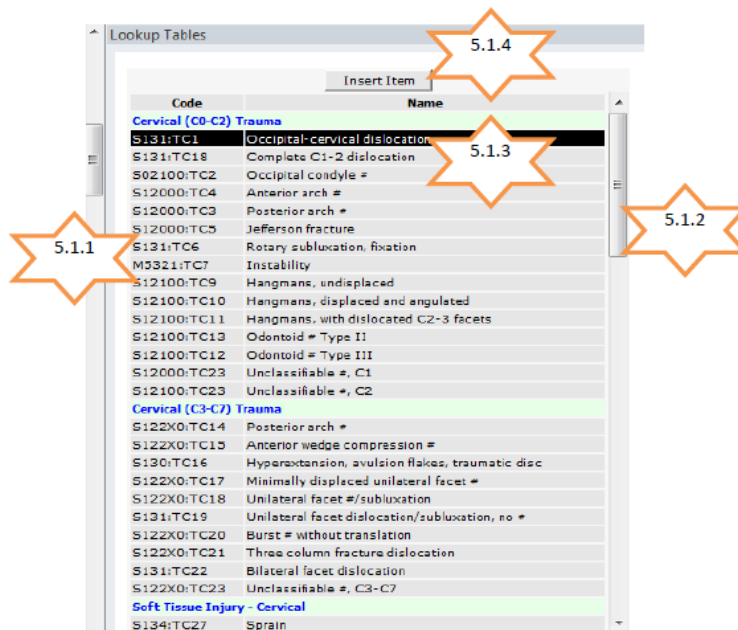 Lookup Tables
5.1.4
Insert Item
Code Name
Cervical (C0-C2) Trauma
S131:TC1 Occipital-cervical dislocation
5.1.3
S131:TC18 Complete C1-2 dislocation
S02100:TC2 Occipital condyle #
S12000:TC4 Anterior arch #
S12000:TC3 Posterior arch #
5.1.2
S12000:TC5 Jefferson fracture
5.1.1
S131:TC6 Rotary subluxation, fixation
M5321:TC7 Instability
S12100:TC9 Hangmans, undisplaced
S12100:TC10 Hangmans, displaced and angulated
S12100:TC11 Hangmans, with dislocated C2-3 facets
S12100:TC13 Odontoid # Type II
S12100:TC12 Odontoid # Type III
S12000:TC23 Unclassifiable #, C1
S12100:TC23 Unclassifiable #, C2
Cervical (C3-C7) Trauma
S122X0:TC14 Posterior arch #
S122X0:TC15 Anterior wedge compression #
S130:TC16 Hyperextension, avulsion flakes, traumatic disc
S122X0:TC17 Minimally displaced unilateral facet #
S122X0:TC18 Unilateral facet #/subluxation
S131:TC19 Unilateral facet dislocation/subluxation, no #
S122X0:TC20 Burst # without translation
S122X0:TC21 Three column fracture dislocation
S131:TC22 Bilateral facet dislocation
S122X0:TC23 Unclassifiable #, C3-C7
Soft Tissue Injury - Cervical
S134:TC27 Sprain